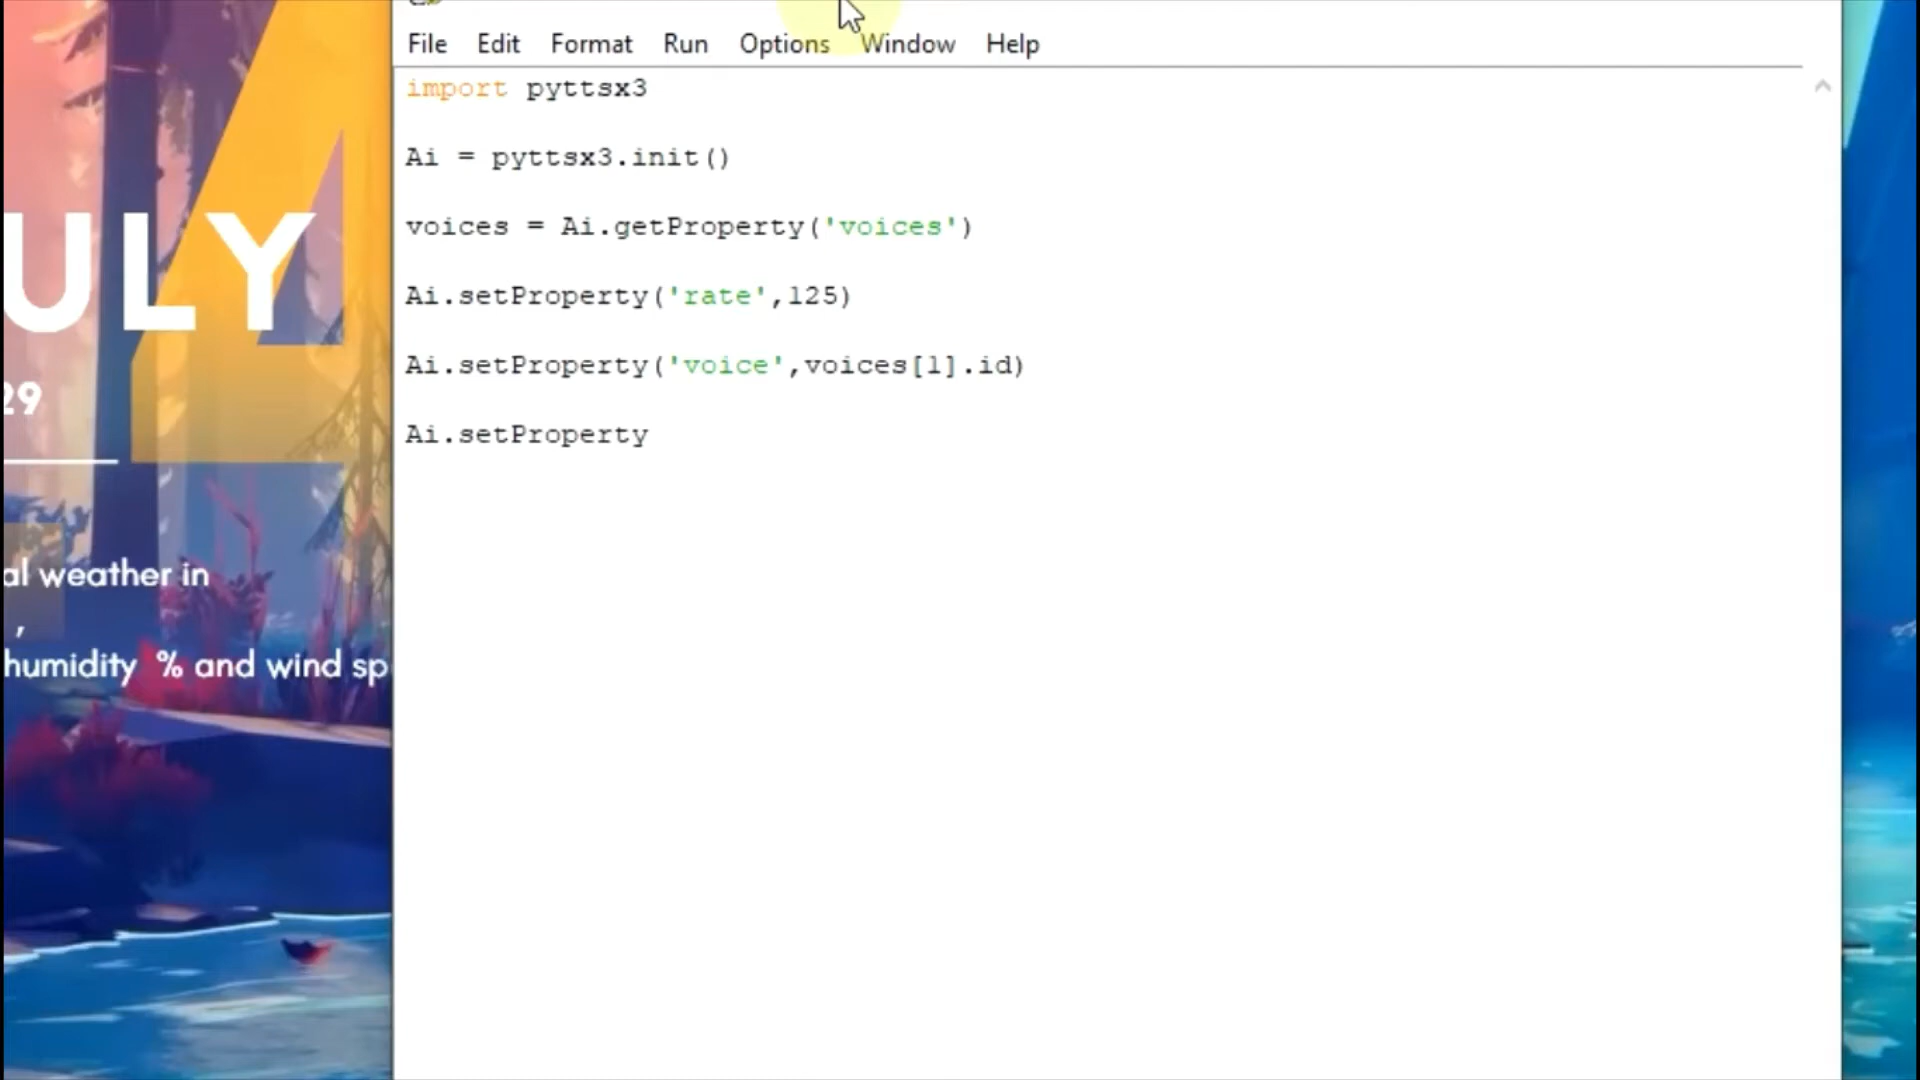 File Edit Format Run Options Window Help
import pyttsx3
Ai = pyttsx3.init()
voices = Ai.getProperty('voices')
Ai.setProperty('rate',125)
Ai.setProperty('voice',voices[1].id)
Ai.setProperty
ULY
29
al weather in
,
humidity % and wind sp